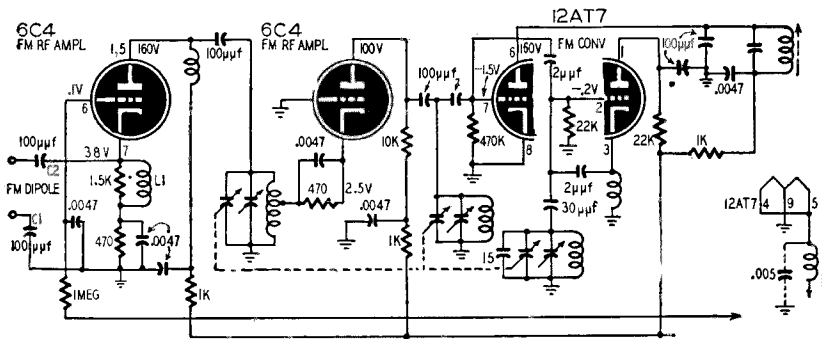 6C4
FM RF AMPL
1.5
160V
100μμf
6C4
FM RF AMPL
100V
12AT7
FM CONV
6
160V
1
100μμf
.1V
6
7
100μμf
C2
3.8V
1.5K
L1
FM DIPOLE
C1
100μμf
.0047
470
.0047
1MEG
1K
.0047
470
2.5V
.0047
10K
1K
100μμf
-1.5V
7
470K
8
2μμf
-.2V
2
22K
3
2μμf
30μμf
15
22K
.0047
1K
12AT7
4
9
5
.005